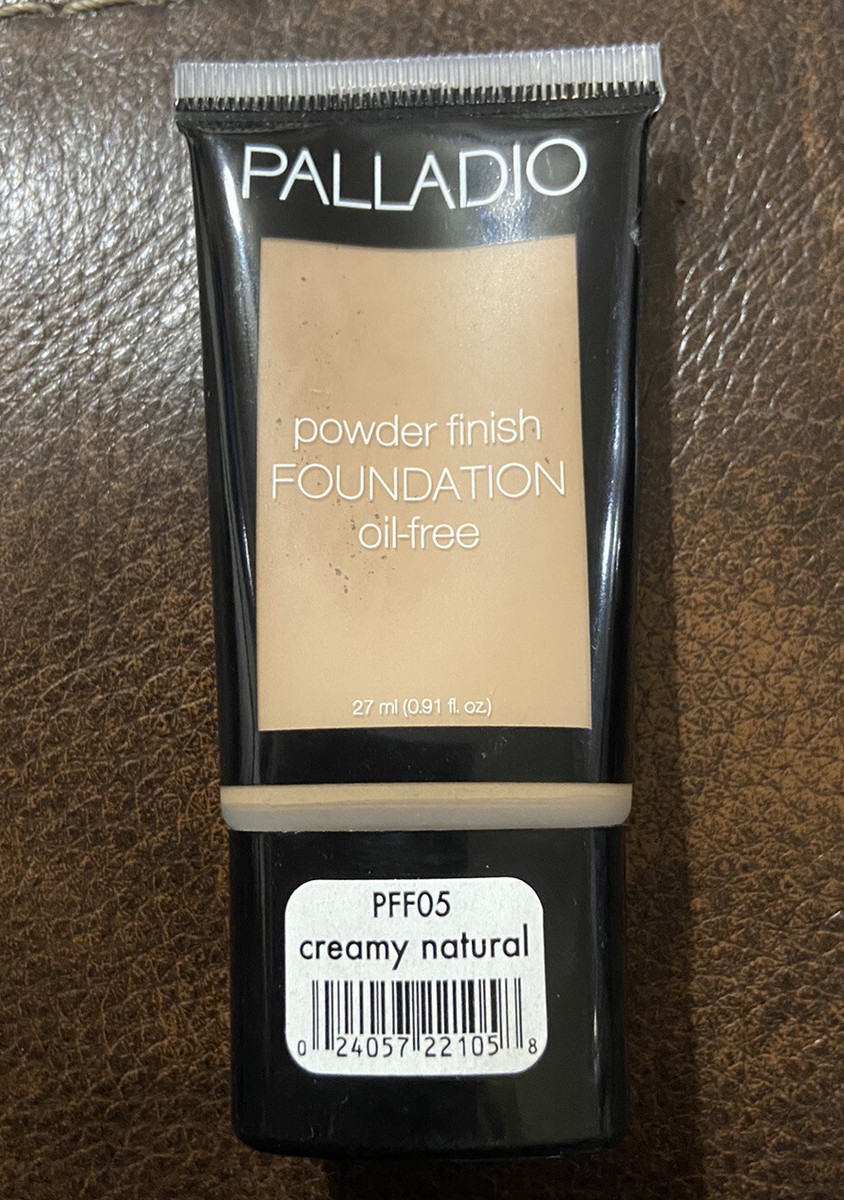 PALLADIO
powder finish
FOUNDATION
oil-free
27 ml (0.91 fl. oz.)
PFF05
creamy natural
0 24057 22105 8